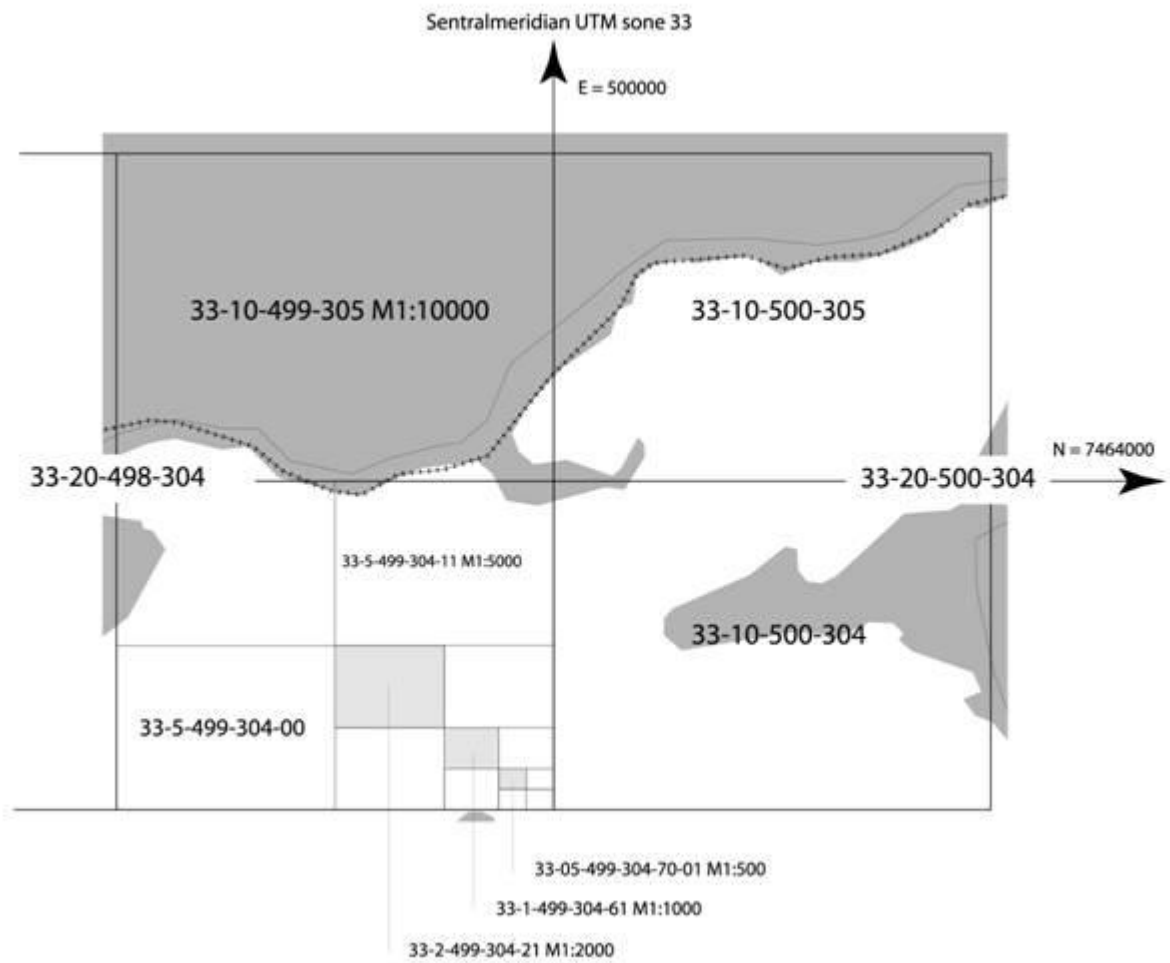 Sentralmeridian UTM sone 33
E = 500000
33-10-499-305 M1:10000
33-10-500-305
N = 7464000
33-20-498-304
33-20-500-304
33-5-499-304-11 M1:5000
33-10-500-304
33-5-499-304-00
33-05-499-304-70-01 M1:500
33-1-499-304-61 M1:1000
33-2-499-304-21 M1:2000